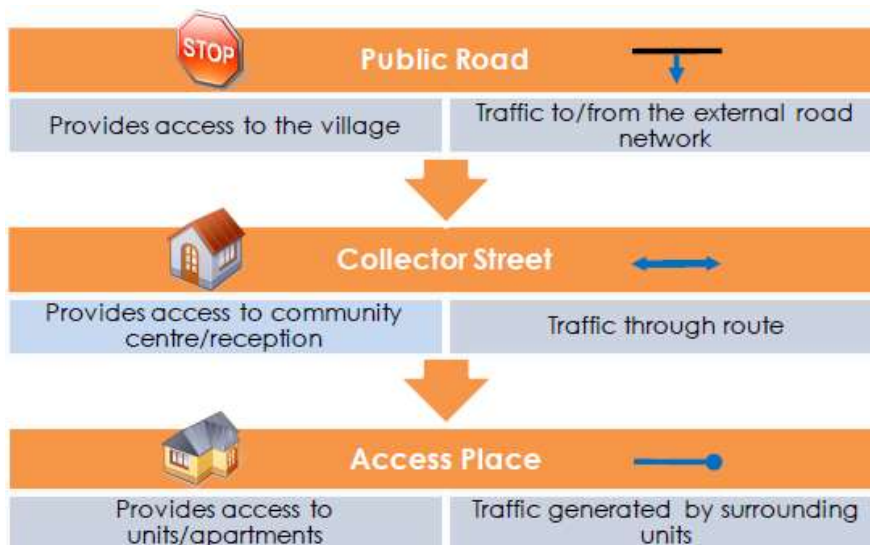 STOP
Public Road
Provides access to the village
Traffic to/from the external road
network
Collector Street
Provides access to community
centre/reception
Traffic through route
Access Place
Provides access to
units/apartments
Traffic generated by surrounding
units